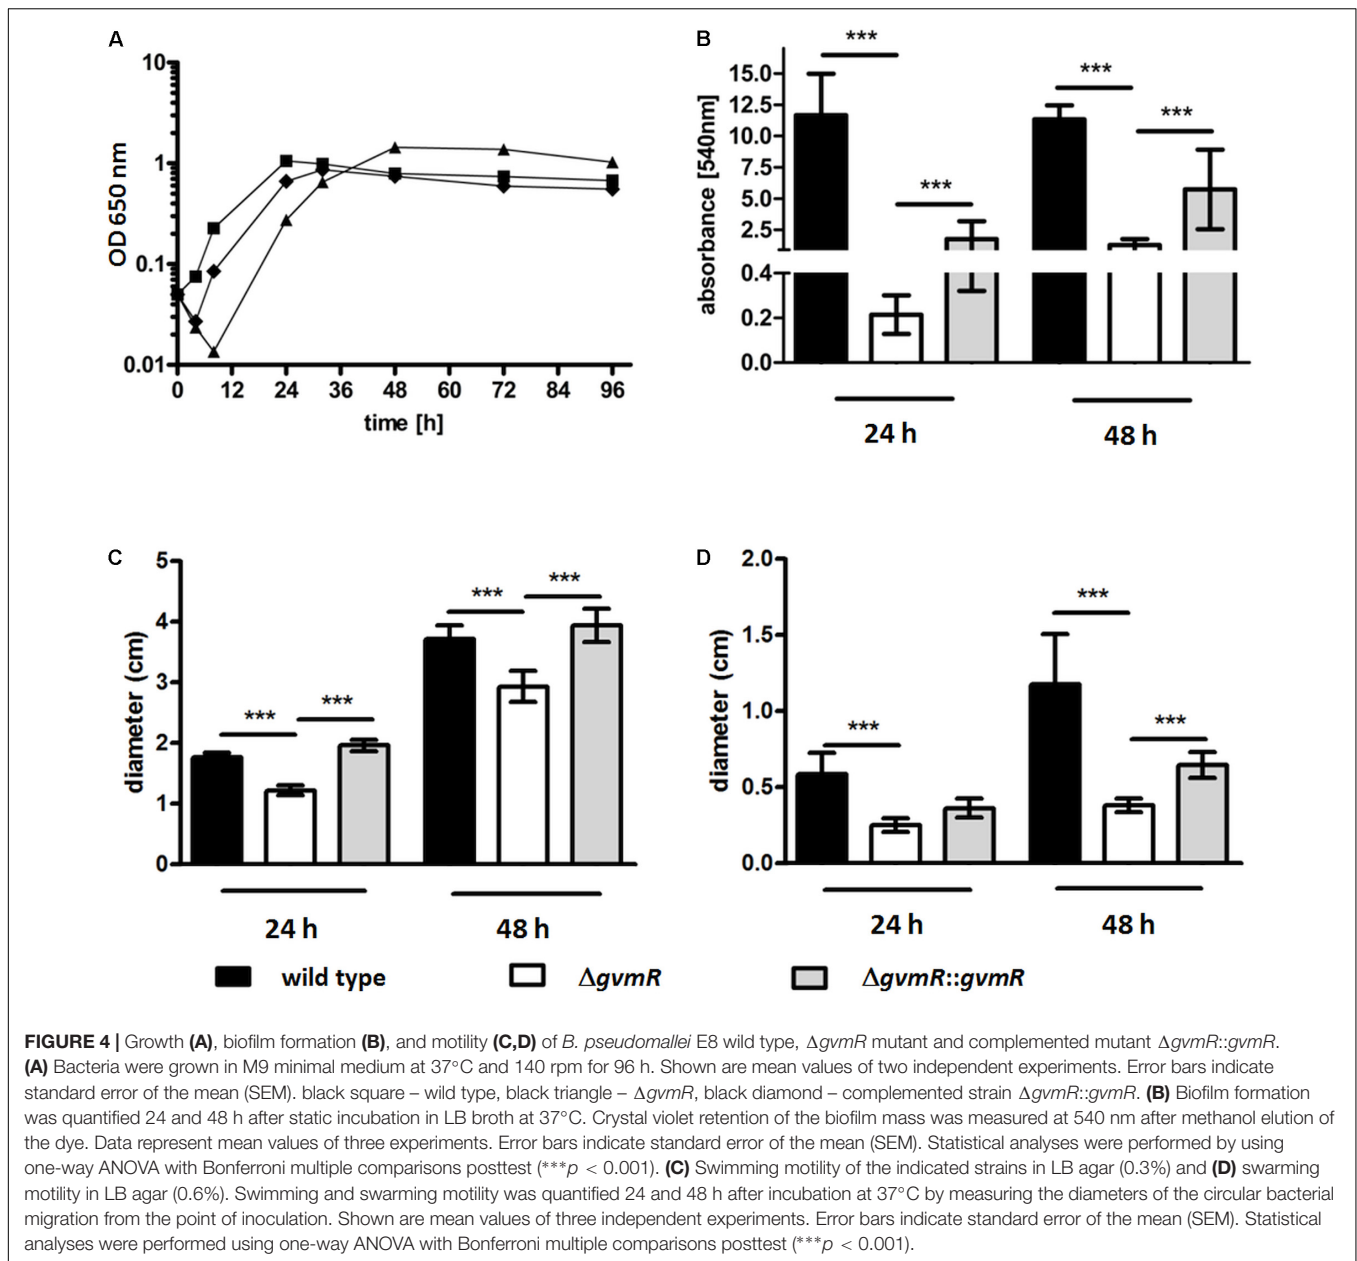 A
10
1
0.1
0.01
OD 650 nm
0 12 24 36 48 60 72 84 96
time [h]
B
***
***
***
***
15.0
12.5
10.0
7.5
5.0
2.5
0.4
0.2
0.0
absorbance [540nm]
24 h
48 h
C
5
4
3
2
1
0
diameter (cm)
***
***
***
***
24 h
48 h
D
2.0
1.5
1.0
0.5
0.0
diameter (cm)
***
***
***
24 h
48 h
wild type
ΔgvmR
ΔgvmR::gvmR
FIGURE 4 | Growth (A), biofilm formation (B), and motility (C,D) of B. pseudomallei E8 wild type, ΔgvmR mutant and complemented mutant ΔgvmR::gvmR.
(A) Bacteria were grown in M9 minimal medium at 37°C and 140 rpm for 96 h. Shown are mean values of two independent experiments. Error bars indicate
standard error of the mean (SEM). black square – wild type, black triangle – ΔgvmR, black diamond – complemented strain ΔgvmR::gvmR. (B) Biofilm formation
was quantified 24 and 48 h after static incubation in LB broth at 37°C. Crystal violet retention of the biofilm mass was measured at 540 nm after methanol elution of
the dye. Data represent mean values of three experiments. Error bars indicate standard error of the mean (SEM). Statistical analyses were performed by using
one-way ANOVA with Bonferroni multiple comparisons posttest (***p < 0.001). (C) Swimming motility of the indicated strains in LB agar (0.3%) and (D) swarming
motility in LB agar (0.6%). Swimming and swarming motility was quantified 24 and 48 h after incubation at 37°C by measuring the diameters of the circular bacterial
migration from the point of inoculation. Shown are mean values of three independent experiments. Error bars indicate standard error of the mean (SEM). Statistical
analyses were performed using one-way ANOVA with Bonferroni multiple comparisons posttest (***p < 0.001).